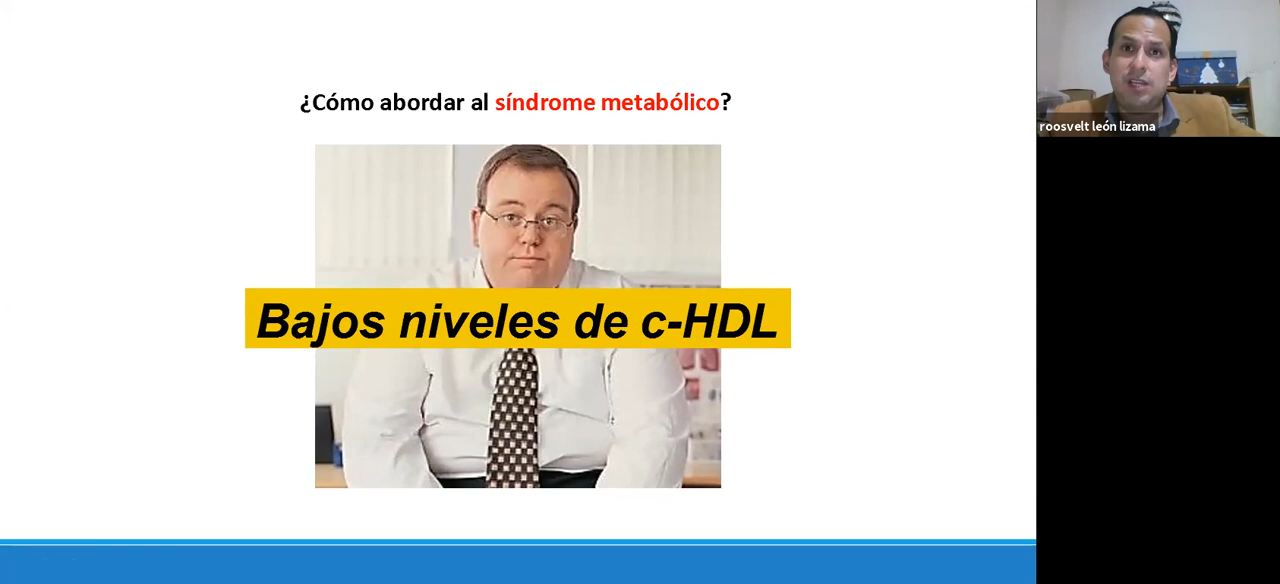 ¿Cómo abordar al síndrome metabólico?
Bajos niveles de c-HDL
roosvelt león lizama